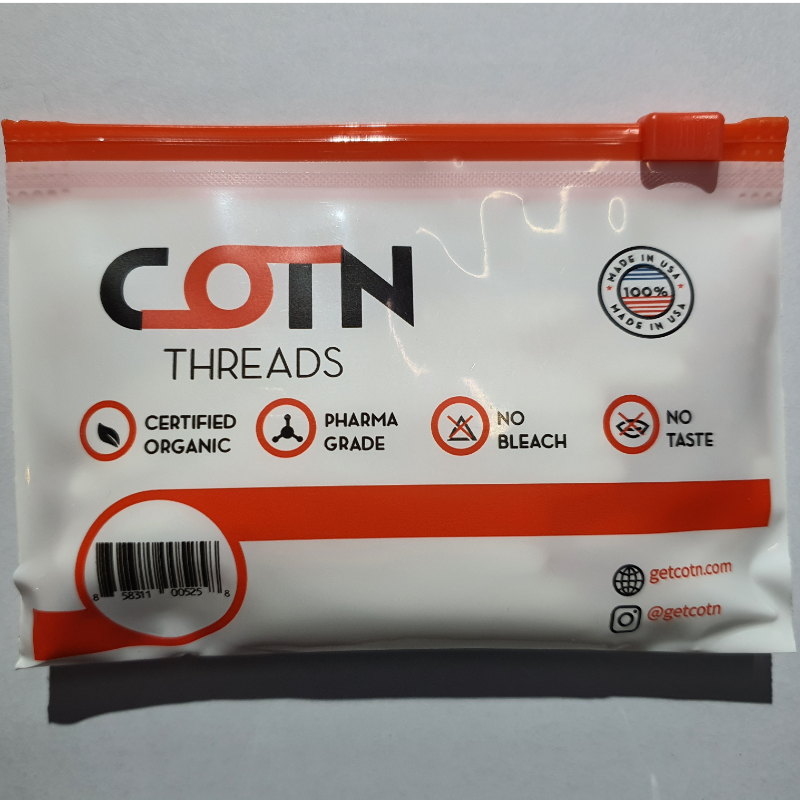 COTN
THREADS
MADE IN USA
100%
MADE IN USA
CERTIFIED
ORGANIC
PHARMA
GRADE
NO
BLEACH
NO
TASTE
8 58311 00525 8
getcotn.com
@getcotn